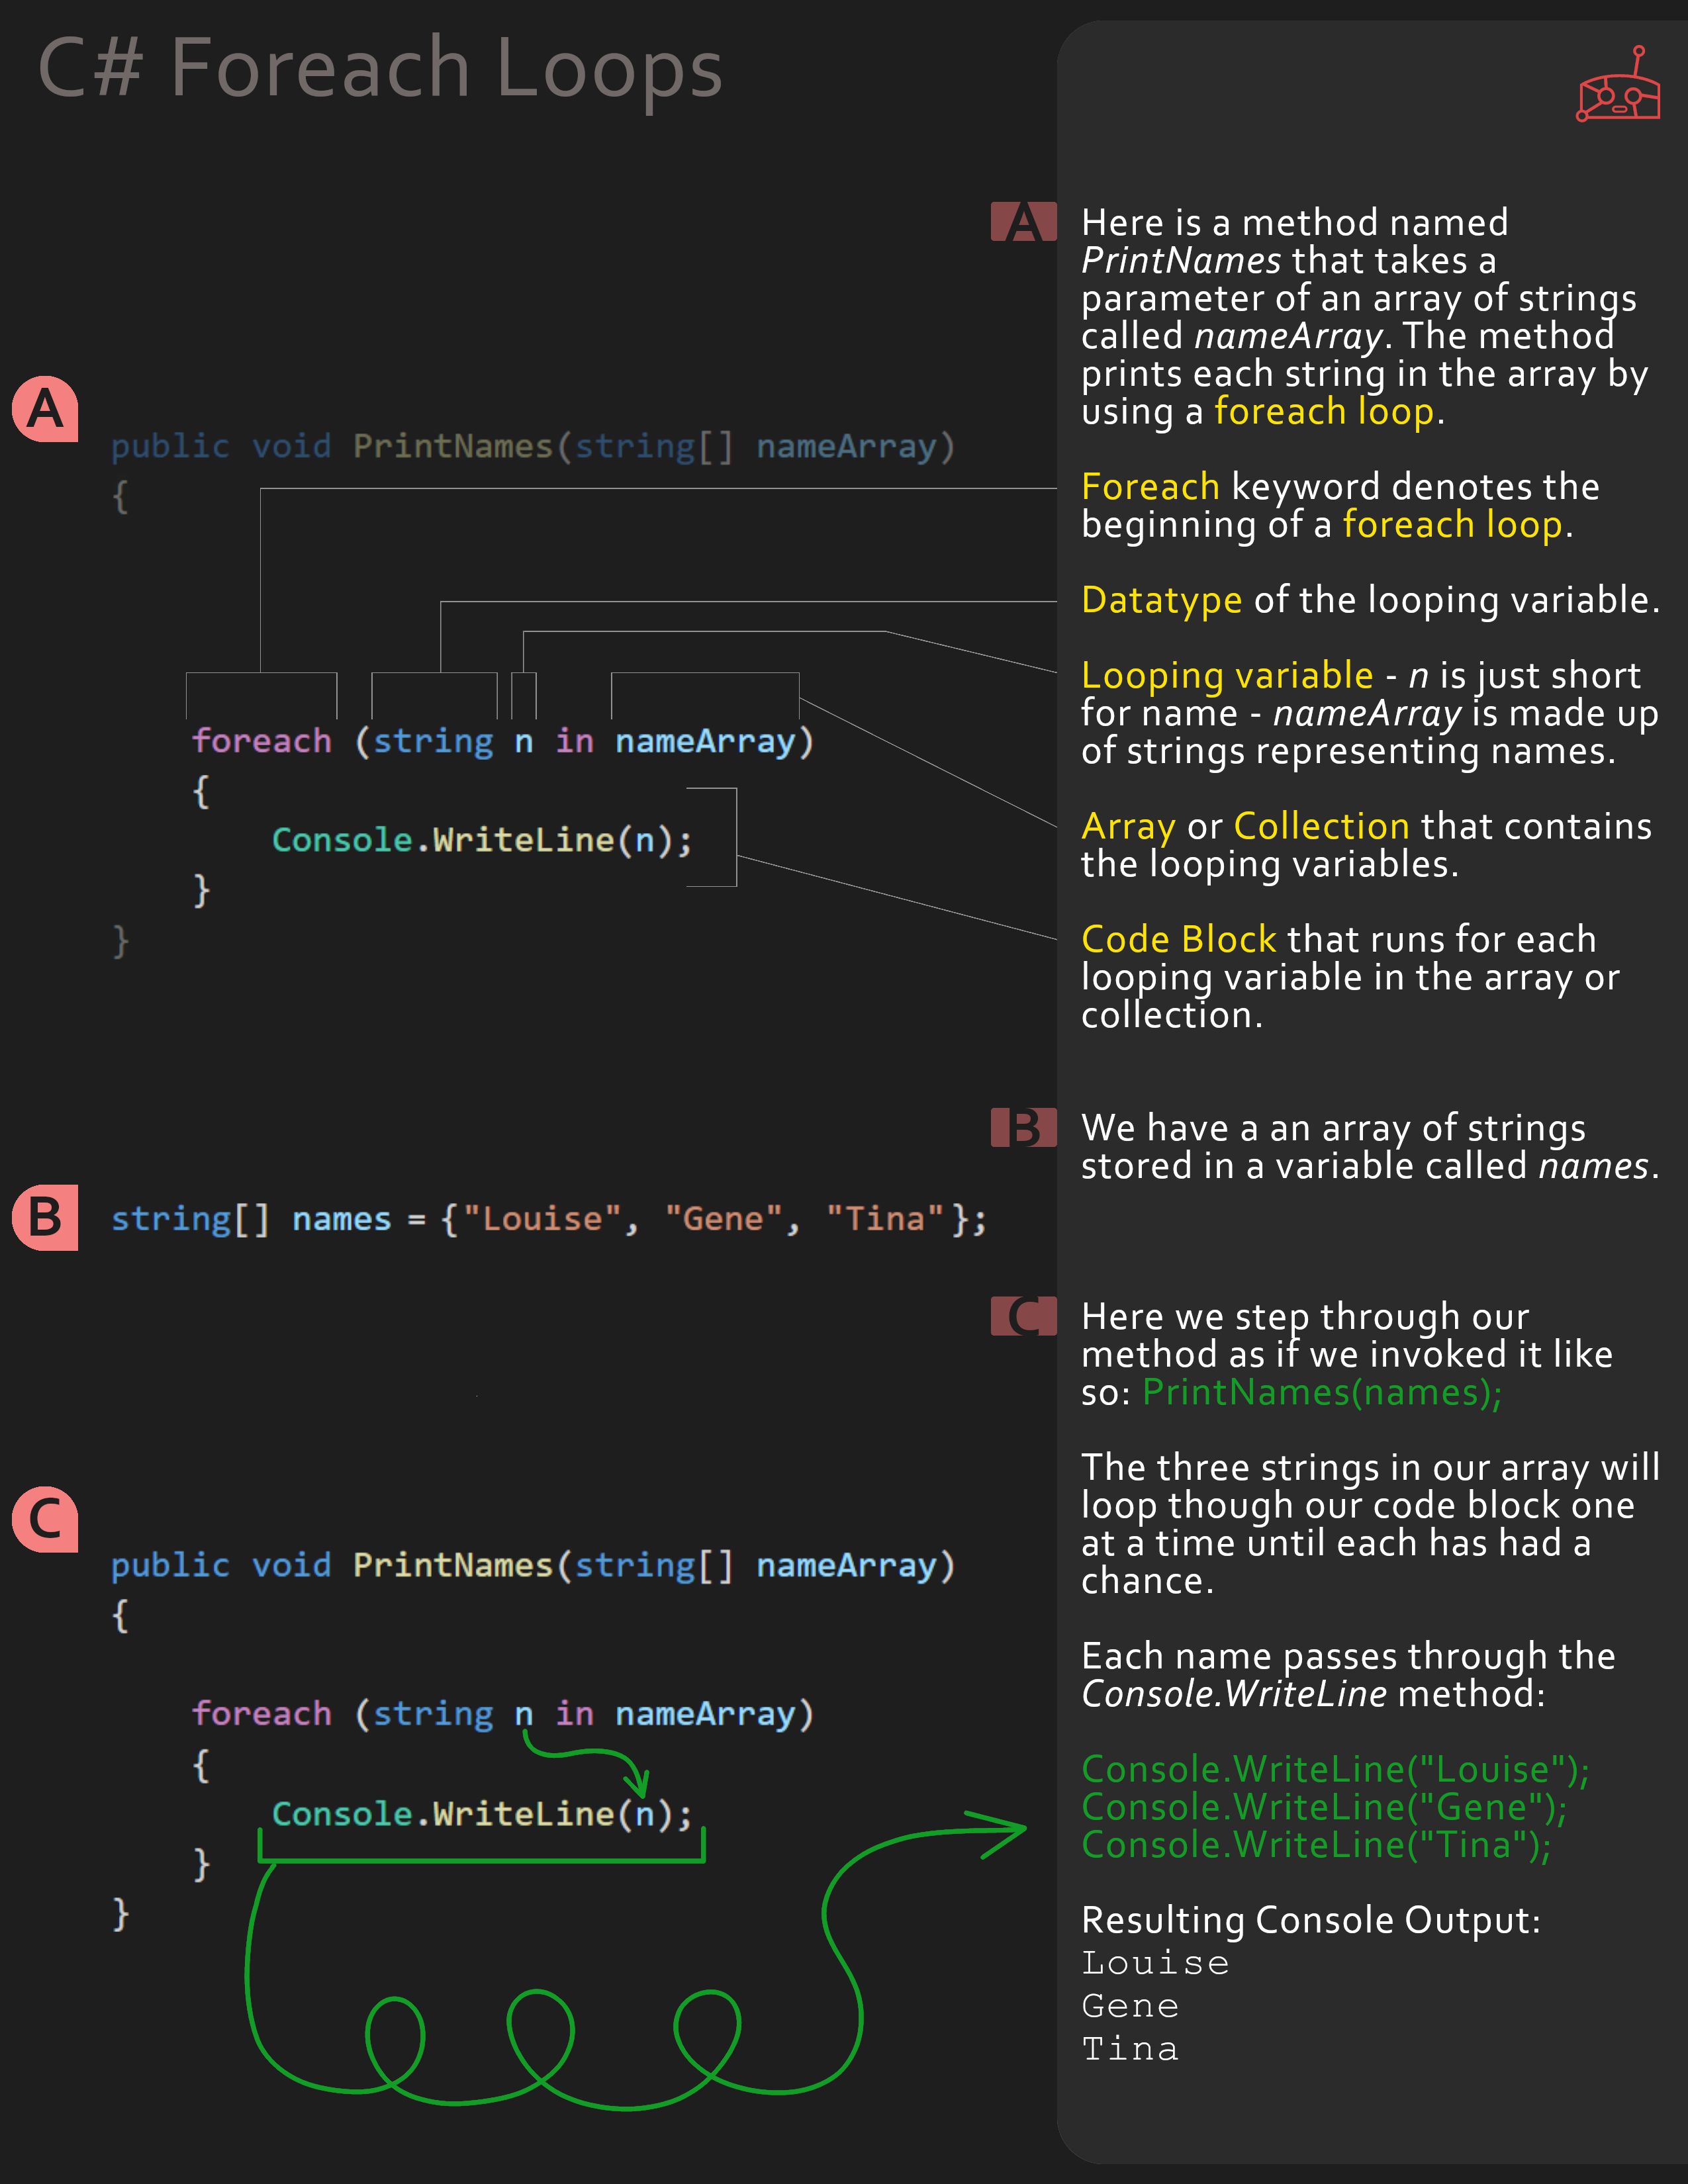 C# Foreach Loops
A
Here is a method named
PrintNames that takes a
parameter of an array of strings
called nameArray. The method
prints each string in the array by
using a foreach loop.
Foreach keyword denotes the
beginning of a foreach loop.
Datatype of the looping variable.
Looping variable - n is just short
for name - nameArray is made up
of strings representing names.
Array or Collection that contains
the looping variables.
Code Block that runs for each
looping variable in the array or
collection.
A
public void PrintNames(string[] nameArray)
{
foreach (string n in nameArray)
{
Console.WriteLine(n);
}
}
B
We have a an array of strings
stored in a variable called names.
B
string[] names = {"Louise", "Gene", "Tina"};
C
Here we step through our
method as if we invoked it like
so: PrintNames(names);
The three strings in our array will
loop though our code block one
at a time until each has had a
chance.
Each name passes through the
Console.WriteLine method:
Console.WriteLine("Louise");
Console.WriteLine("Gene");
Console.WriteLine("Tina");
Resulting Console Output:
Louise
Gene
Tina
C
public void PrintNames(string[] nameArray)
{
foreach (string n in nameArray)
{
Console.WriteLine(n);
}
}